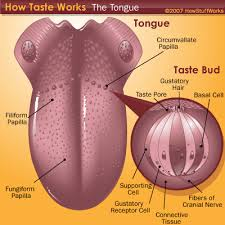 How Taste Works The Tongue
©2007 HowStuffWorks
Tongue
Circumvallate
Papilla
Taste Bud
Gustatory
Hair
Taste Pore
Basal Cell
Filiform
Papilla
Fungiform
Papilla
Supporting
Cell
Gustatory
Receptor Cell
Connective
Tissue
Fibers of
Cranial Nerve